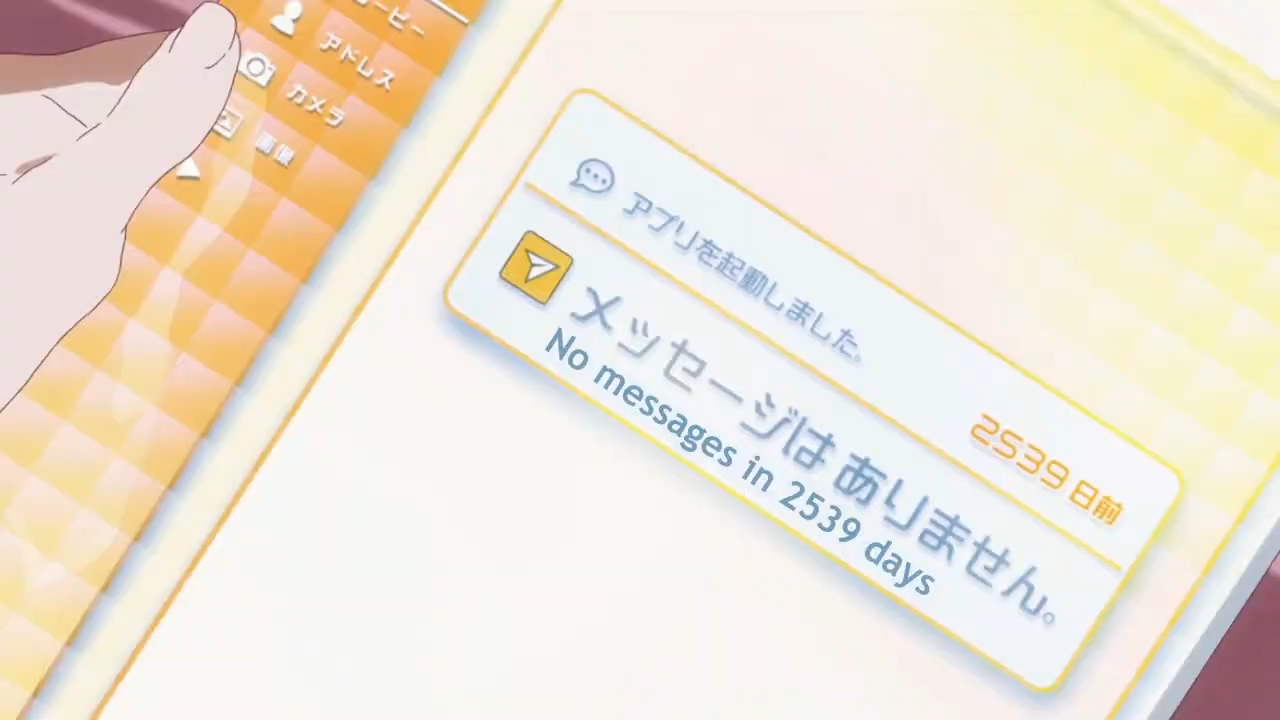 アドレス
カメラ
画像
アプリを起動しました。
2539日前
メッセージは ありません。
No messages in 2539 days